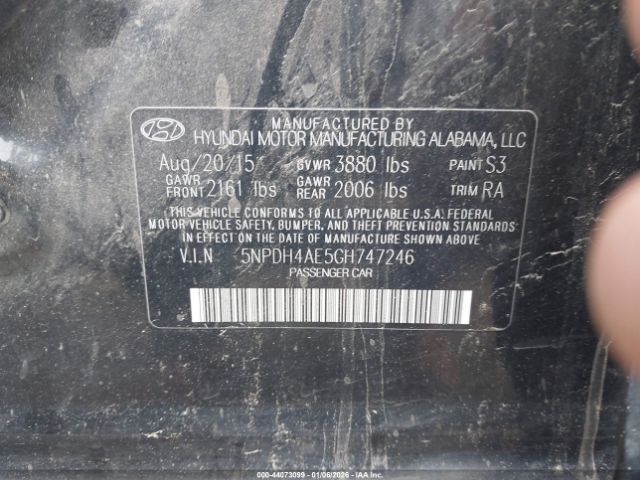 MANUFACTURED BY
HYUNDAI MOTOR MANUFACTURING ALABAMA, LLC
Aug/20/15 GVWR 3880 lbs PAINT S3
GAWR FRONT 2161 lbs GAWR REAR 2006 lbs TRIM RA
THIS VEHICLE CONFORMS TO ALL APPLICABLE U.S.A. FEDERAL
MOTOR VEHICLE SAFETY, BUMPER, AND THEFT PREVENTION STANDARDS
IN EFFECT ON THE DATE OF MANUFACTURE SHOWN ABOVE.
V.I.N 5NPDH4AE5GH747246
PASSENGER CAR
000-44073099 - 01/06/2026 - IAAI.COM